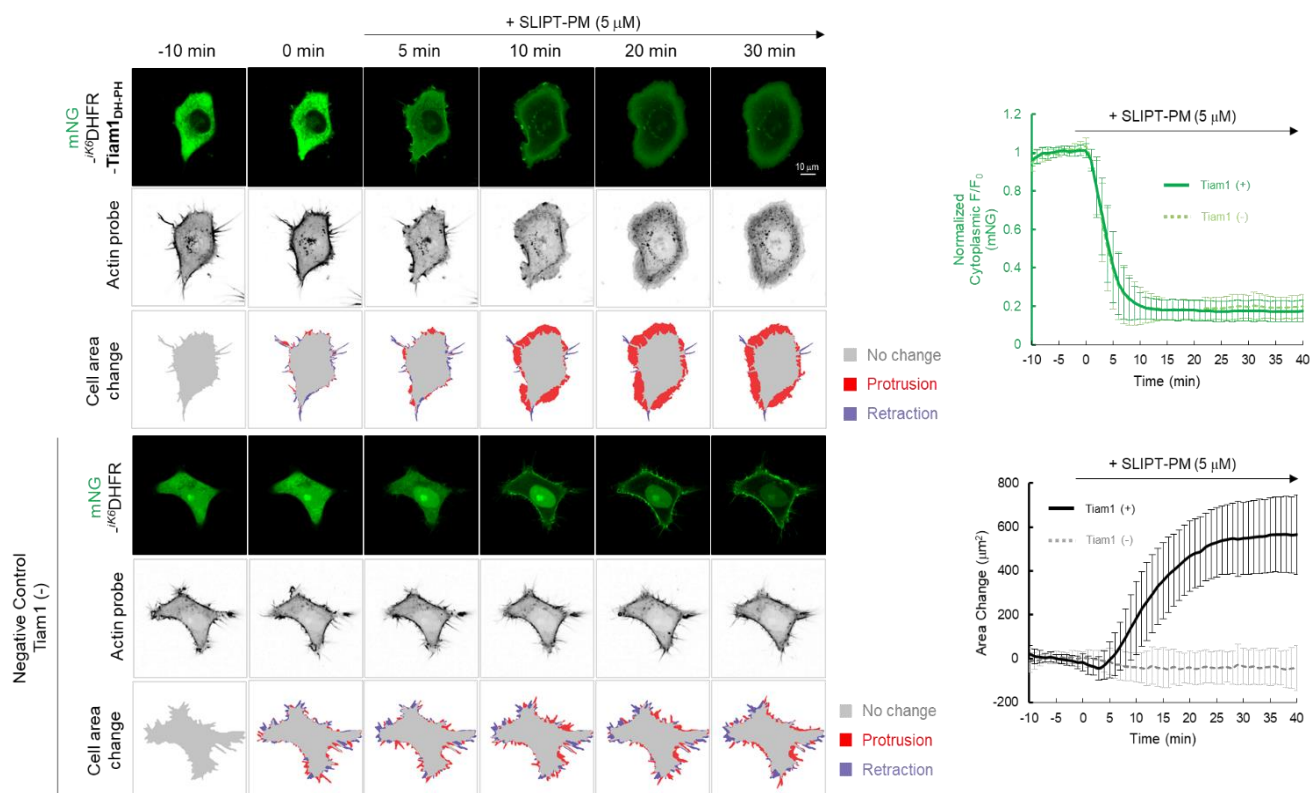 + SLIPT-PM (5 μM)
-10 min
0 min
5 min
10 min
20 min
30 min
mNG
-iK6DHFR
-Tiam1DH-PH
10 μm
Actin probe
Cell area
change
No change
Protrusion
Retraction
Negative Control
Tiam1 (-)
mNG
-iK6DHFR
Actin probe
Cell area
change
No change
Protrusion
Retraction
+ SLIPT-PM (5 μM)
Normalized
Cytoplasmic F/F0
(mNG)
1.2
1
0.8
0.6
0.4
0.2
0
Tiam1 (+)
Tiam1 (-)
-10 -5 0 5 10 15 20 25 30 35 40
Time (min)
+ SLIPT-PM (5 μM)
Area Change (μm²)
800
600
400
200
0
-200
Tiam1 (+)
Tiam1 (-)
-10 -5 0 5 10 15 20 25 30 35 40
Time (min)